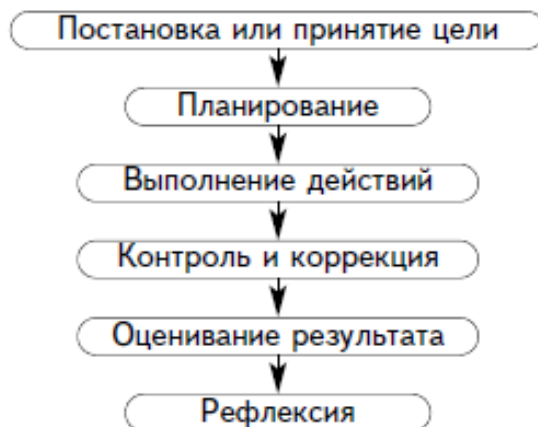 Постановка или принятие цели
Планирование
Выполнение действий
Контроль и коррекция
Оценивание результата
Рефлексия